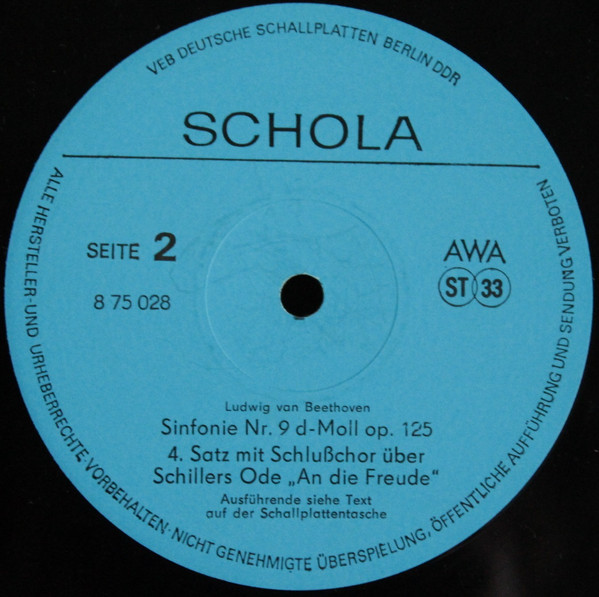 VEB DEUTSCHE SCHALLPLATTEN BERLIN DDR
SCHOLA
SEITE 2
AWA
8 75 028
ST 33
Ludwig van Beethoven
Sinfonie Nr. 9 d-Moll op. 125
4. Satz mit Schlußchor über
Schillers Ode „An die Freude“
Ausführende siehe Text
auf der Schallplattentasche
ALLE HERSTELLER- UND URHEBERRECHTE VORBEHALTEN · NICHT GENEHMIGTE ÜBERSPIELUNG, ÖFFENTLICHE AUFFÜHRUNG UND SENDUNG VERBOTEN